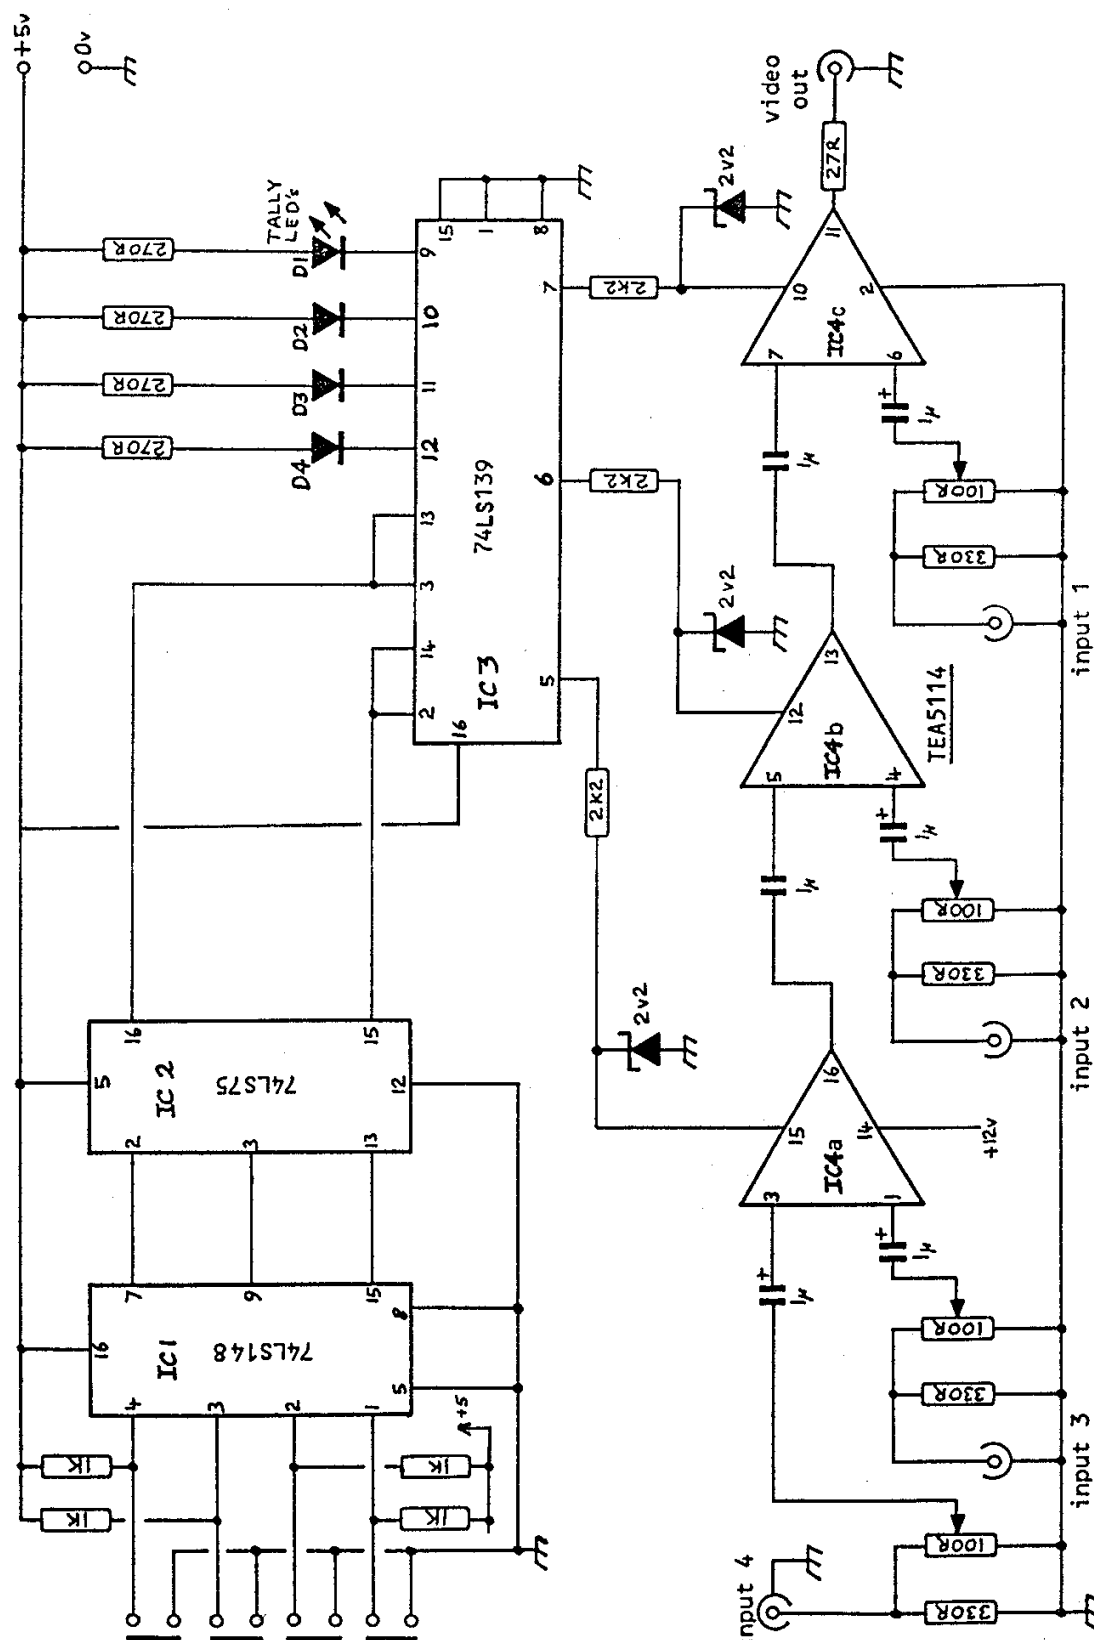 +5v
0v
TALLY
LED's
270R
270R
270R
270R
D1
D2
D3
D4
9
10
11
12
13
3
14
2
16
15
1
8
7
6
5
74LS139
IC3
16
15
5
12
IC 2
74LS75
2
3
13
7
9
15
16
8
5
IC1
74LS148
4
3
2
1
1K
1K
1K
1K
+5
2K2
2K2
2K2
2v2
2v2
2v2
video
out
27R
11
10
2
7
6
IC4c
1µ
+
1µ
100R
330R
input 1
13
12
5
4
IC4b
TEA5114
1µ
+
1µ
100R
330R
input 2
16
15
14
3
1
IC4a
+12v
+
1µ
+
1µ
100R
330R
input 3
100R
330R
nput 4